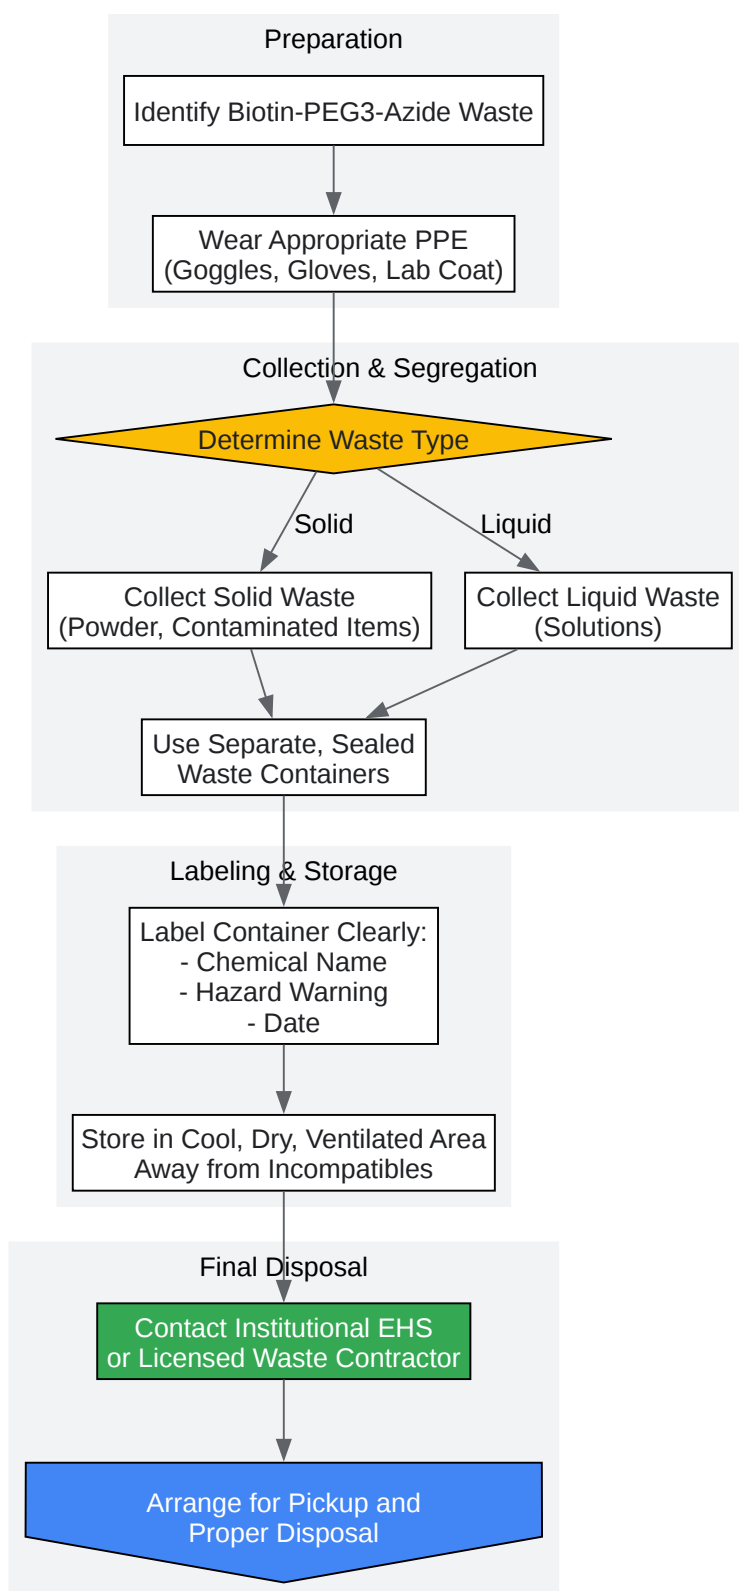 Preparation
Identify Biotin-PEG3-Azide Waste
Wear Appropriate PPE
(Goggles, Gloves, Lab Coat)
Collection & Segregation
Determine Waste Type
Solid
Liquid
Collect Solid Waste
(Powder, Contaminated Items)
Collect Liquid Waste
(Solutions)
Use Separate, Sealed
Waste Containers
Labeling & Storage
Label Container Clearly:
- Chemical Name
- Hazard Warning
- Date
Store in Cool, Dry, Ventilated Area
Away from Incompatibles
Final Disposal
Contact Institutional EHS
or Licensed Waste Contractor
Arrange for Pickup and
Proper Disposal